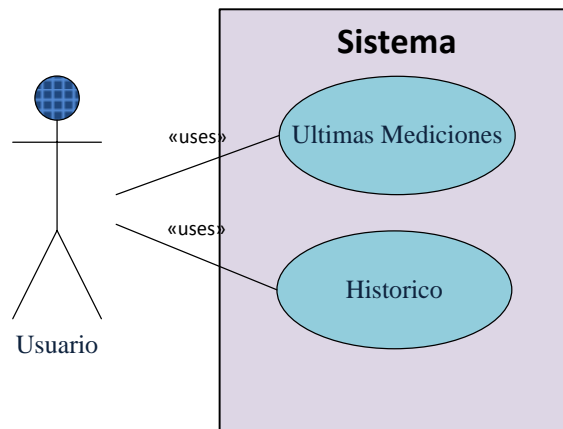 Sistema
«uses»
Ultimas Mediciones
«uses»
Historico
Usuario